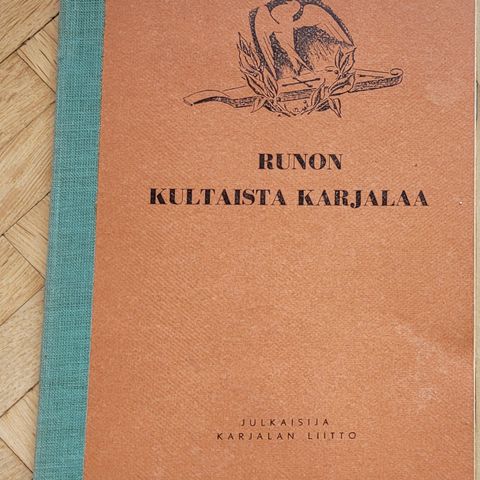 RUNON
KULTAISTA KARJALAA
JULKAISIJA
KARJALAN LIITTO